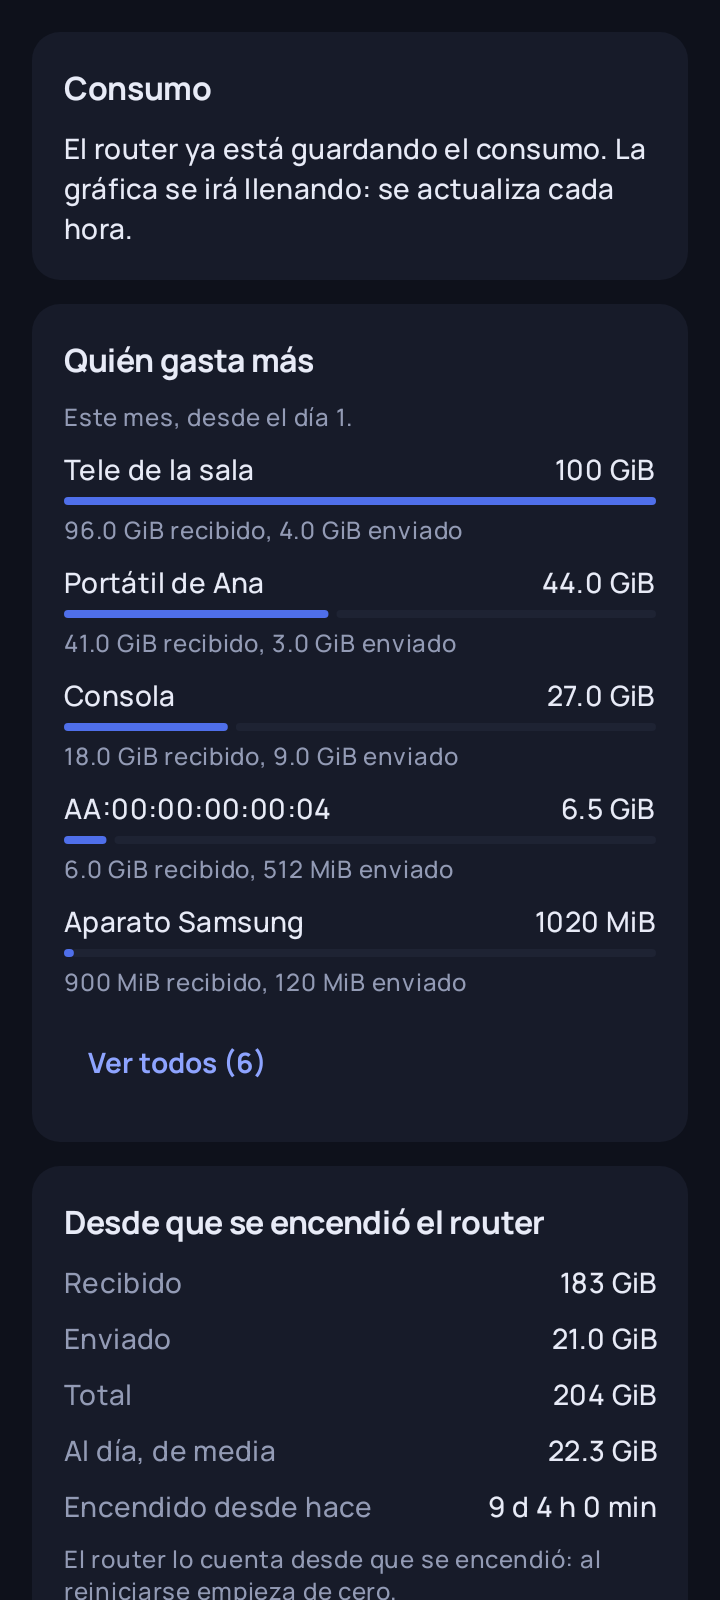 Consumo
El router ya está guardando el consumo. La
gráfica se irá llenando: se actualiza cada
hora.
Quién gasta más
Este mes, desde el día 1.
Tele de la sala 100 GiB
96.0 GiB recibido, 4.0 GiB enviado
Portátil de Ana 44.0 GiB
41.0 GiB recibido, 3.0 GiB enviado
Consola 27.0 GiB
18.0 GiB recibido, 9.0 GiB enviado
AA:00:00:00:00:04 6.5 GiB
6.0 GiB recibido, 512 MiB enviado
Aparato Samsung 1020 MiB
900 MiB recibido, 120 MiB enviado
Ver todos (6)
Desde que se encendió el router
Recibido 183 GiB
Enviado 21.0 GiB
Total 204 GiB
Al día, de media 22.3 GiB
Encendido desde hace 9 d 4 h 0 min
El router lo cuenta desde que se encendió: al
reiniciarse empieza de cero.